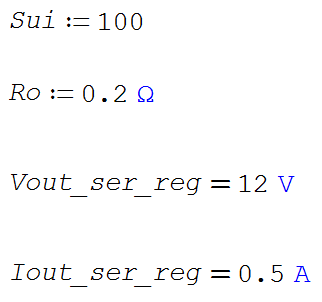 Sui := 100
Ro := 0.2 Ω
Vout_ser_reg = 12 V
Iout_ser_reg = 0.5 A